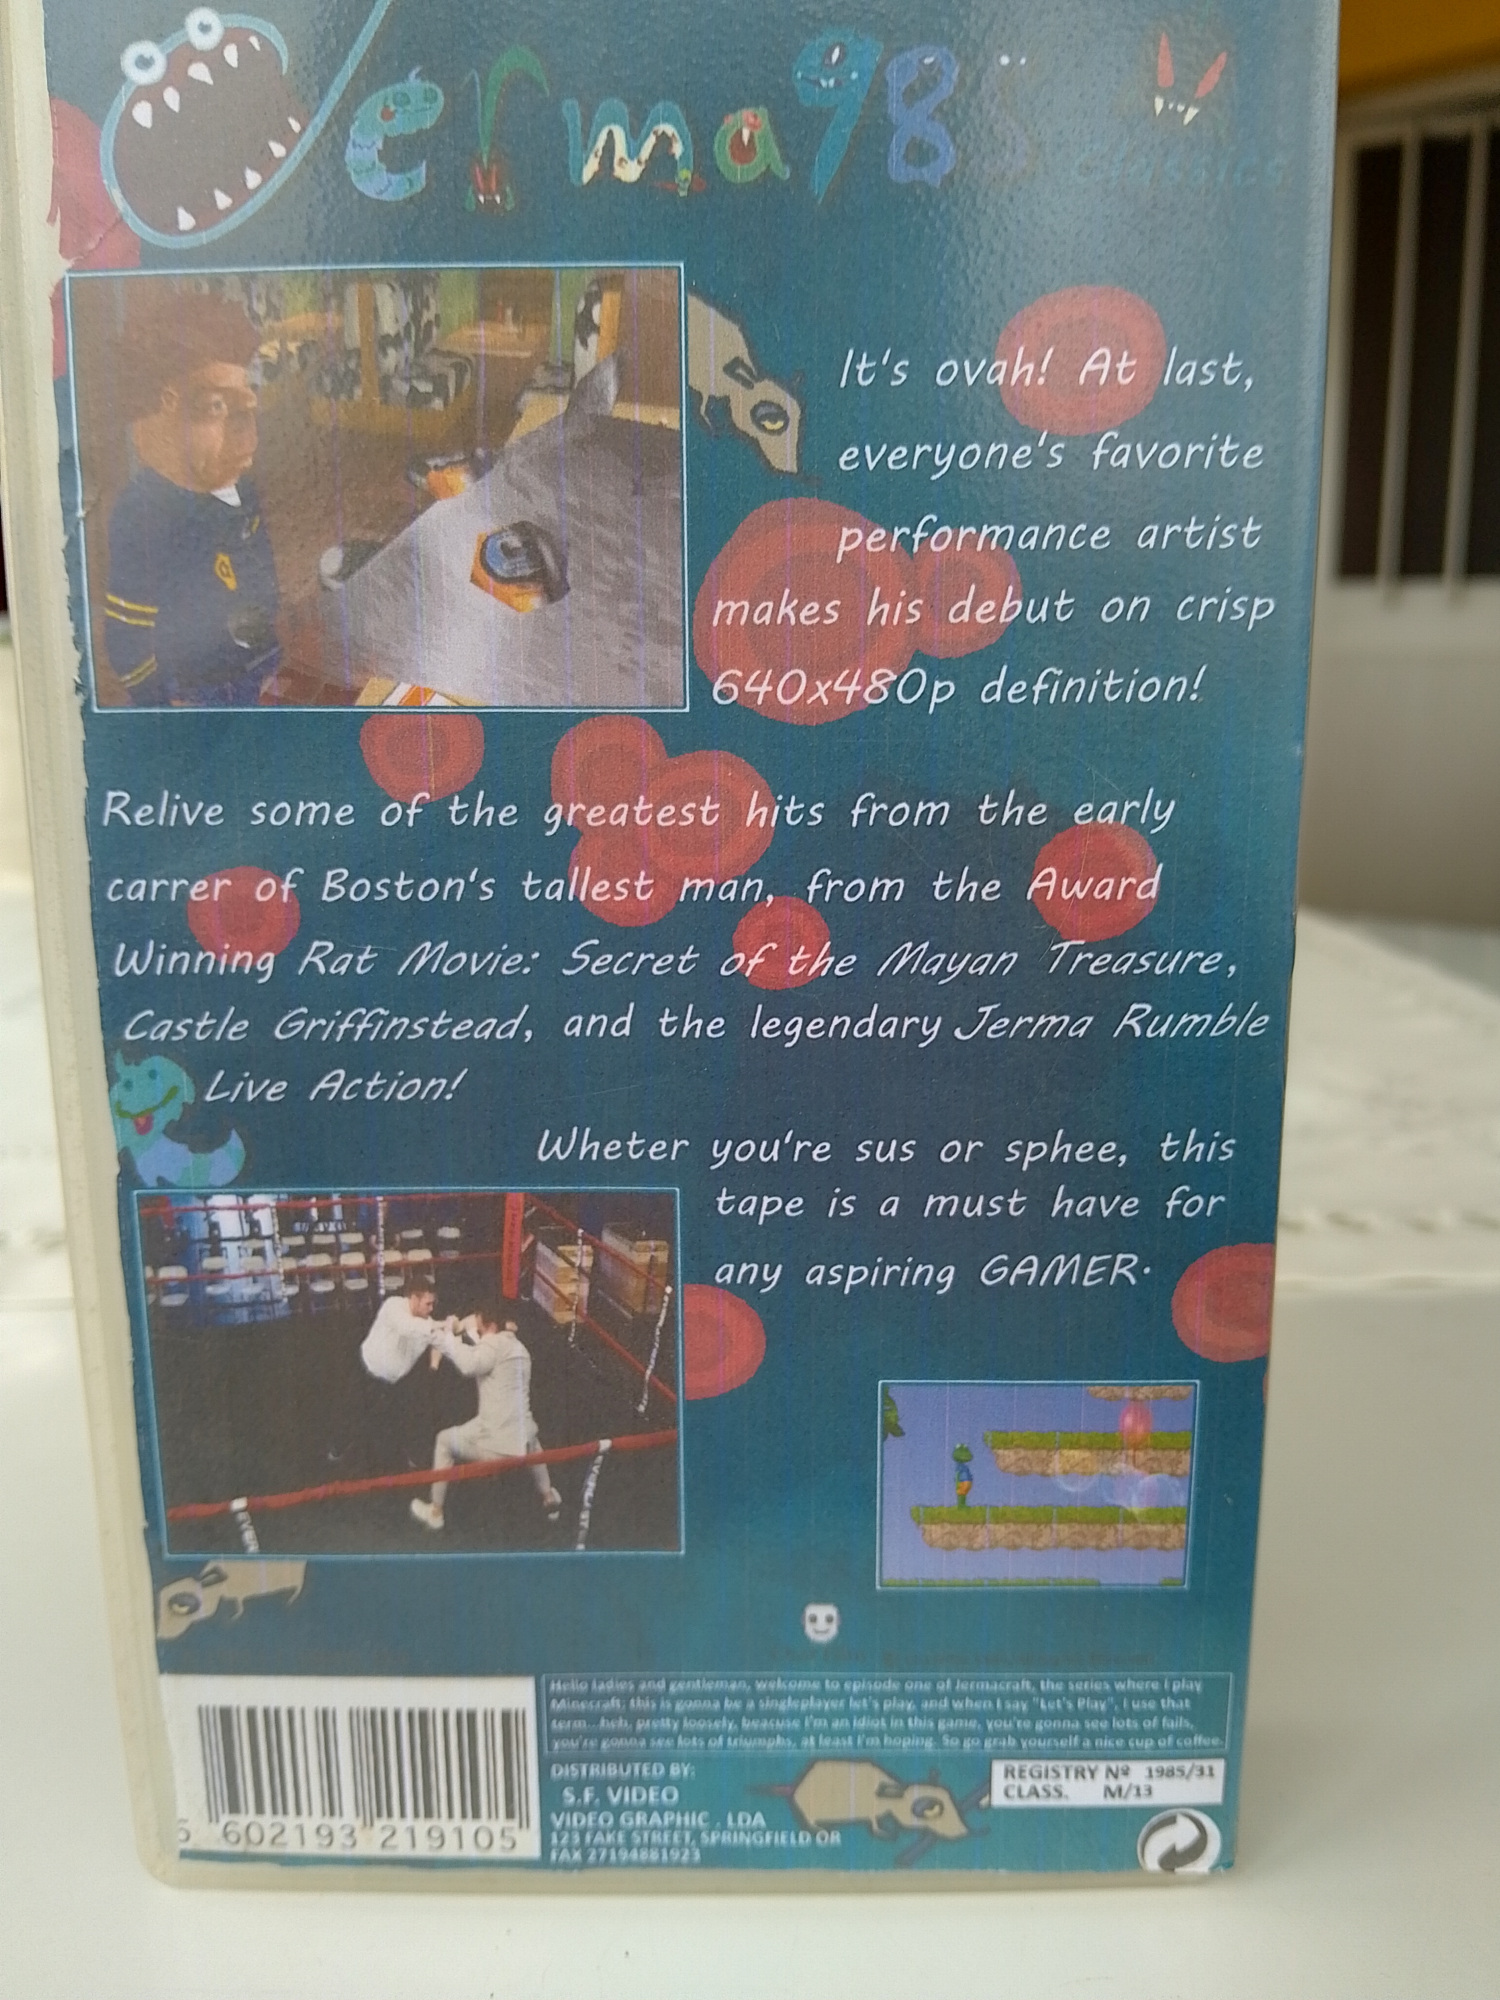 Jerma98
Classics
It's ovah! At last,
everyone's favorite
performance artist
makes his debut on crisp
640x480p definition!
Relive some of the greatest hits from the early
carrer of Boston's tallest man, from the Award
Winning Rat Movie: Secret of the Mayan Treasure,
Castle Griffinstead, and the legendary Jerma Rumble
Live Action!
Wheter you're sus or sphee, this
tape is a must have for
any aspiring GAMER.
Hello ladies and gentleman, welcome to episode one of Jermacraft, the series where I play
Minecraft; this is gonna be a singleplayer let's play, and when I say "Let's Play", I use that
term...heh, pretty loosely, beacuse I'm an idiot in this game, you're gonna see lots of fails,
you're gonna see lots of triumphs, at least I'm hoping. So go grab yourself a nice cup of coffee
DISTRIBUTED BY:
S.F. VIDEO
VIDEO GRAPHIC . LDA
123 FAKE STREET, SPRINGFIELD OR
FAX 27194881923
REGISTRY Nº 1985/31
CLASS. M/13
5 602193 219105